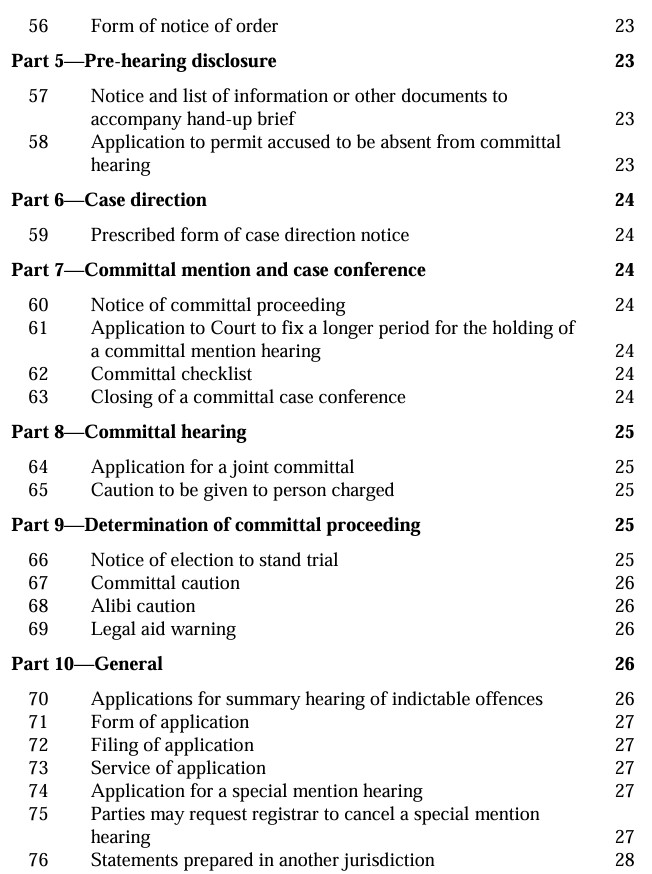 56 Form of notice of order 23
Part 5—Pre-hearing disclosure 23
57 Notice and list of information or other documents to
accompany hand-up brief 23
58 Application to permit accused to be absent from committal
hearing 23
Part 6—Case direction 24
59 Prescribed form of case direction notice 24
Part 7—Committal mention and case conference 24
60 Notice of committal proceeding 24
61 Application to Court to fix a longer period for the holding of
a committal mention hearing 24
62 Committal checklist 24
63 Closing of a committal case conference 24
Part 8—Committal hearing 25
64 Application for a joint committal 25
65 Caution to be given to person charged 25
Part 9—Determination of committal proceeding 25
66 Notice of election to stand trial 25
67 Committal caution 26
68 Alibi caution 26
69 Legal aid warning 26
Part 10—General 26
70 Applications for summary hearing of indictable offences 26
71 Form of application 27
72 Filing of application 27
73 Service of application 27
74 Application for a special mention hearing 27
75 Parties may request registrar to cancel a special mention
hearing 27
76 Statements prepared in another jurisdiction 28